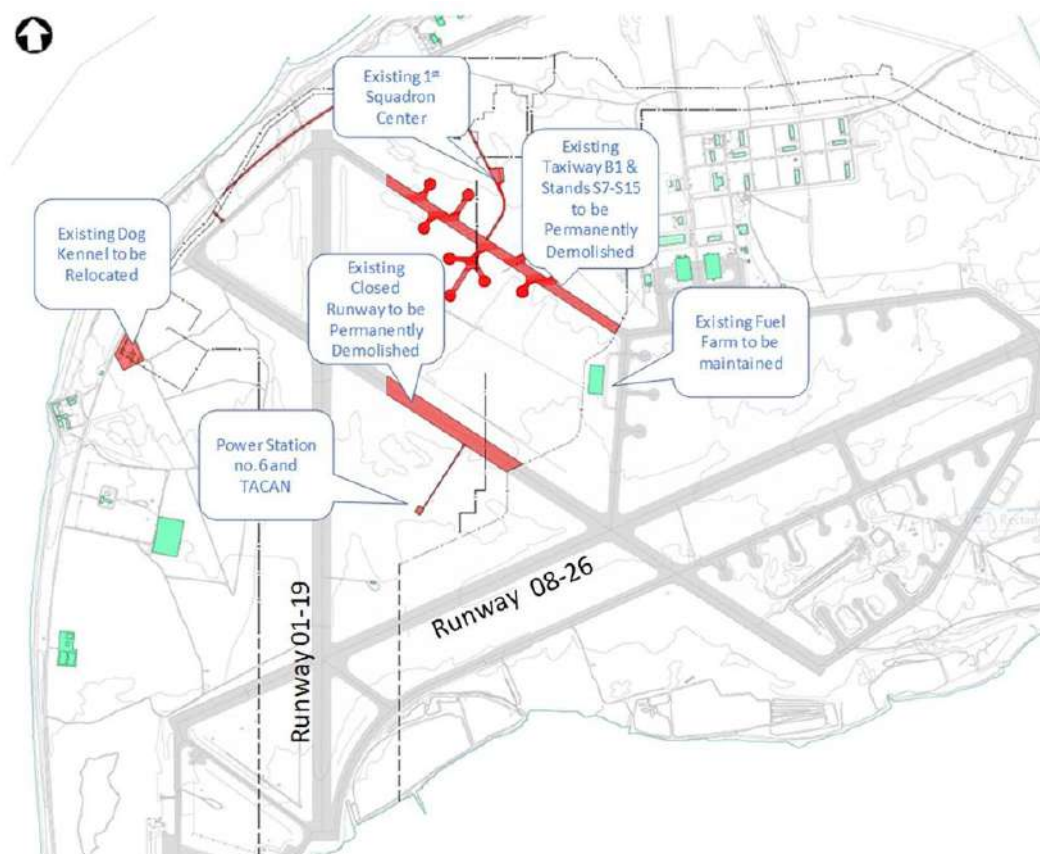 Existing 1st
Squadron
Center
Existing
Taxiway B1 &
Stands S7-S15
to be
Permanently
Demolished
Existing Dog
Kennel to be
Relocated
Existing
Closed
Runway to be
Permanently
Demolished
Existing Fuel
Farm to be
maintained
Power Station
no.6 and
TACAN
Runway 08-26
Runway 01-19